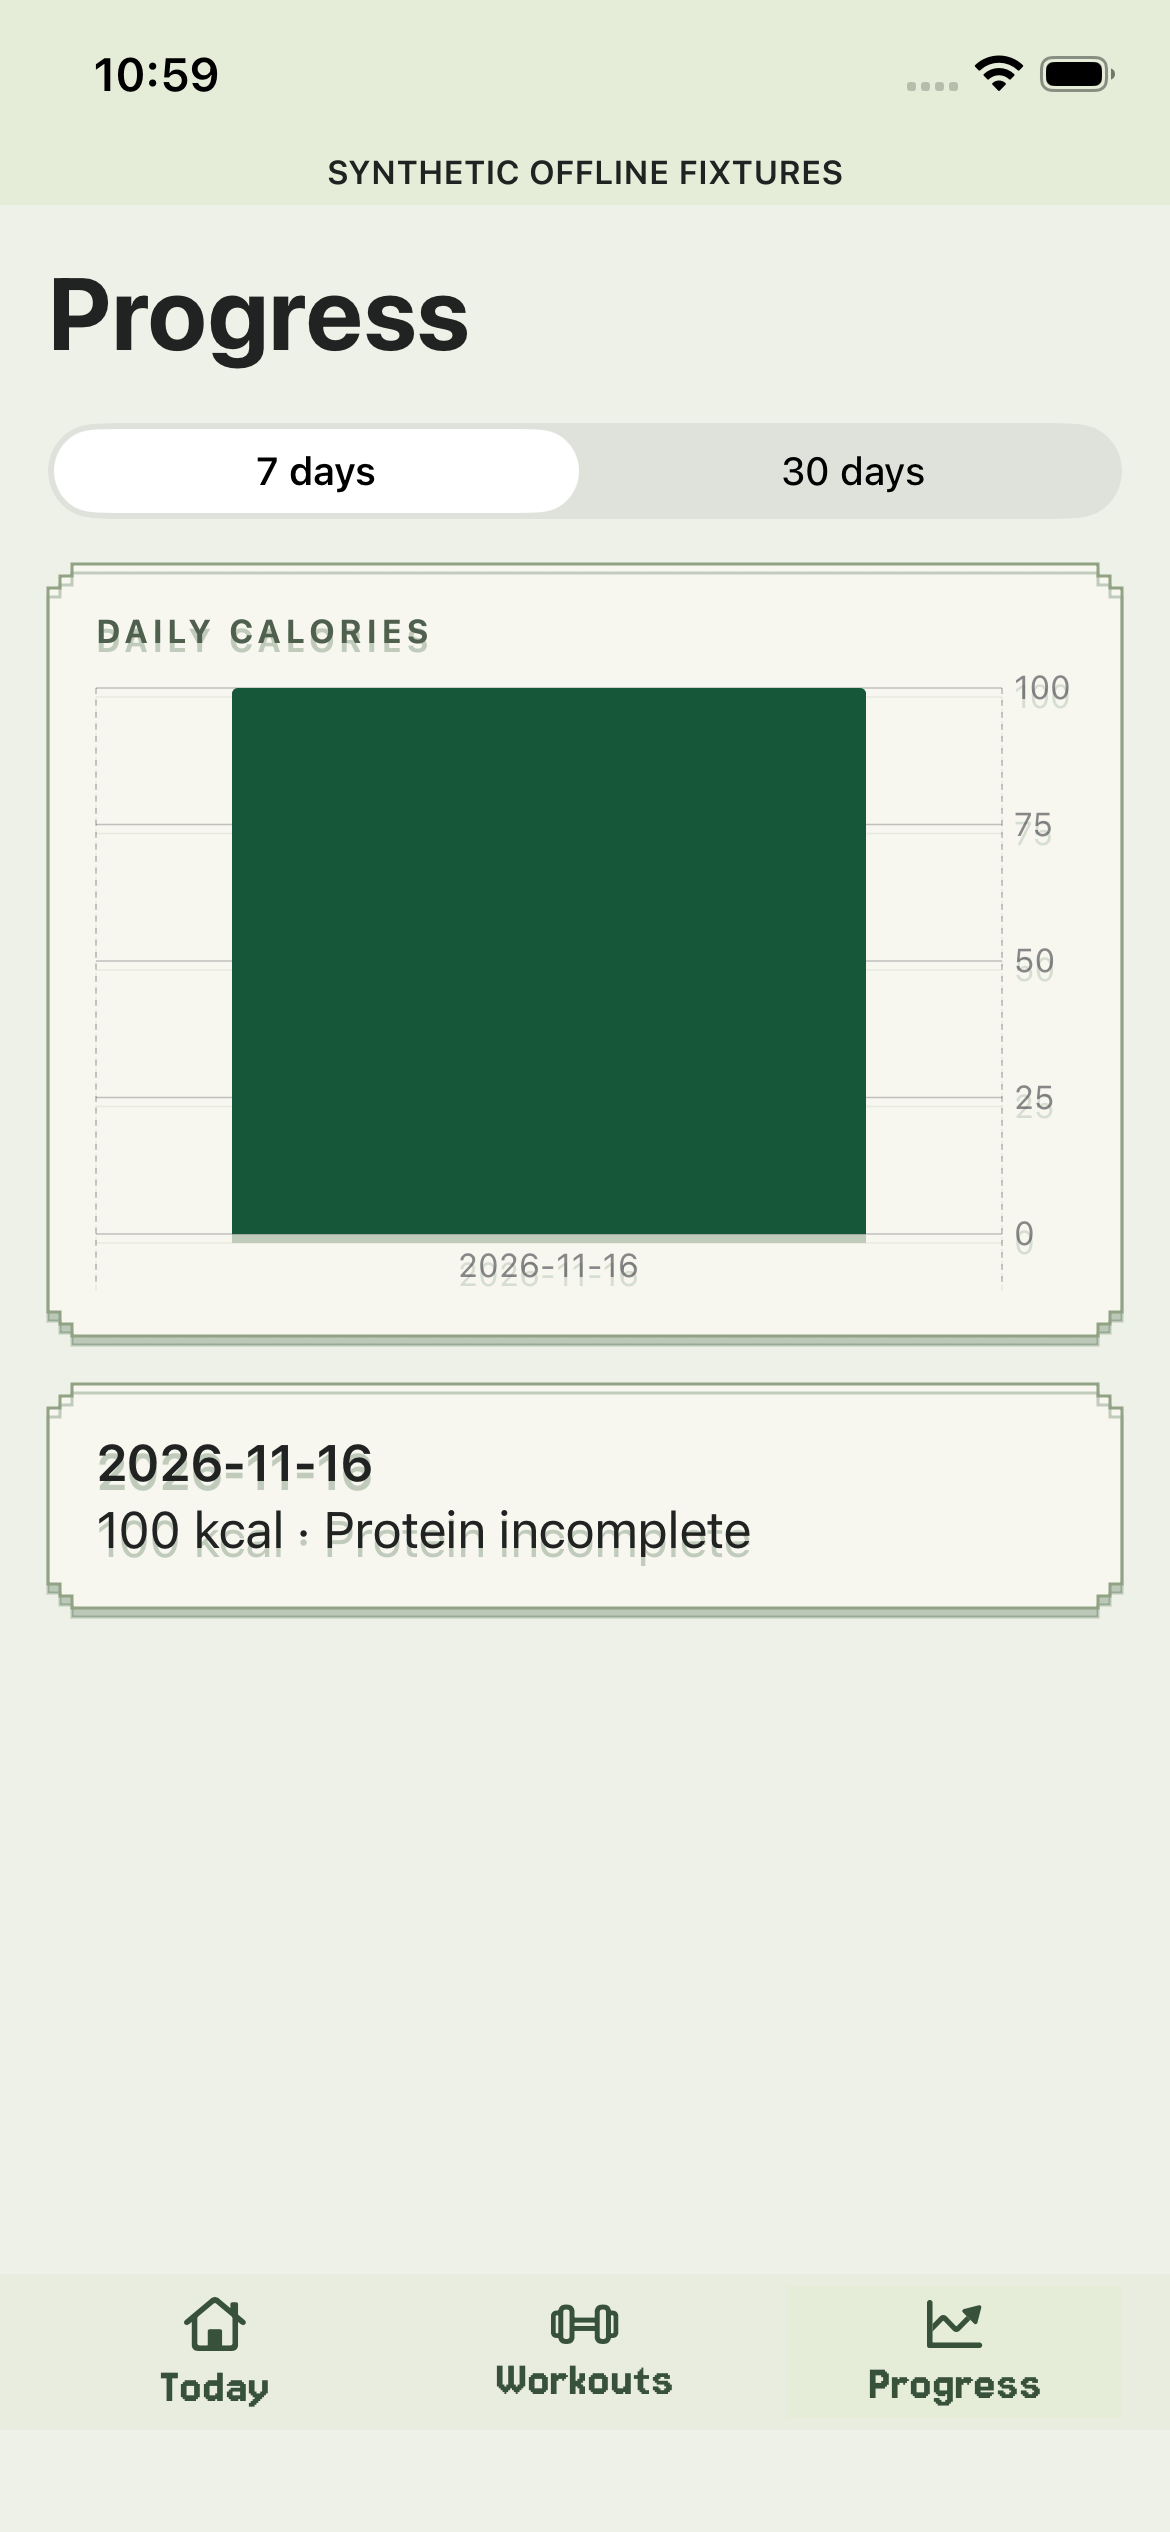 10:59
SYNTHETIC OFFLINE FIXTURES
Progress
7 days
30 days
DAILY CALORIES
100
75
50
25
0
2026-11-16
2026-11-16
100 kcal · Protein incomplete
Today
Workouts
Progress